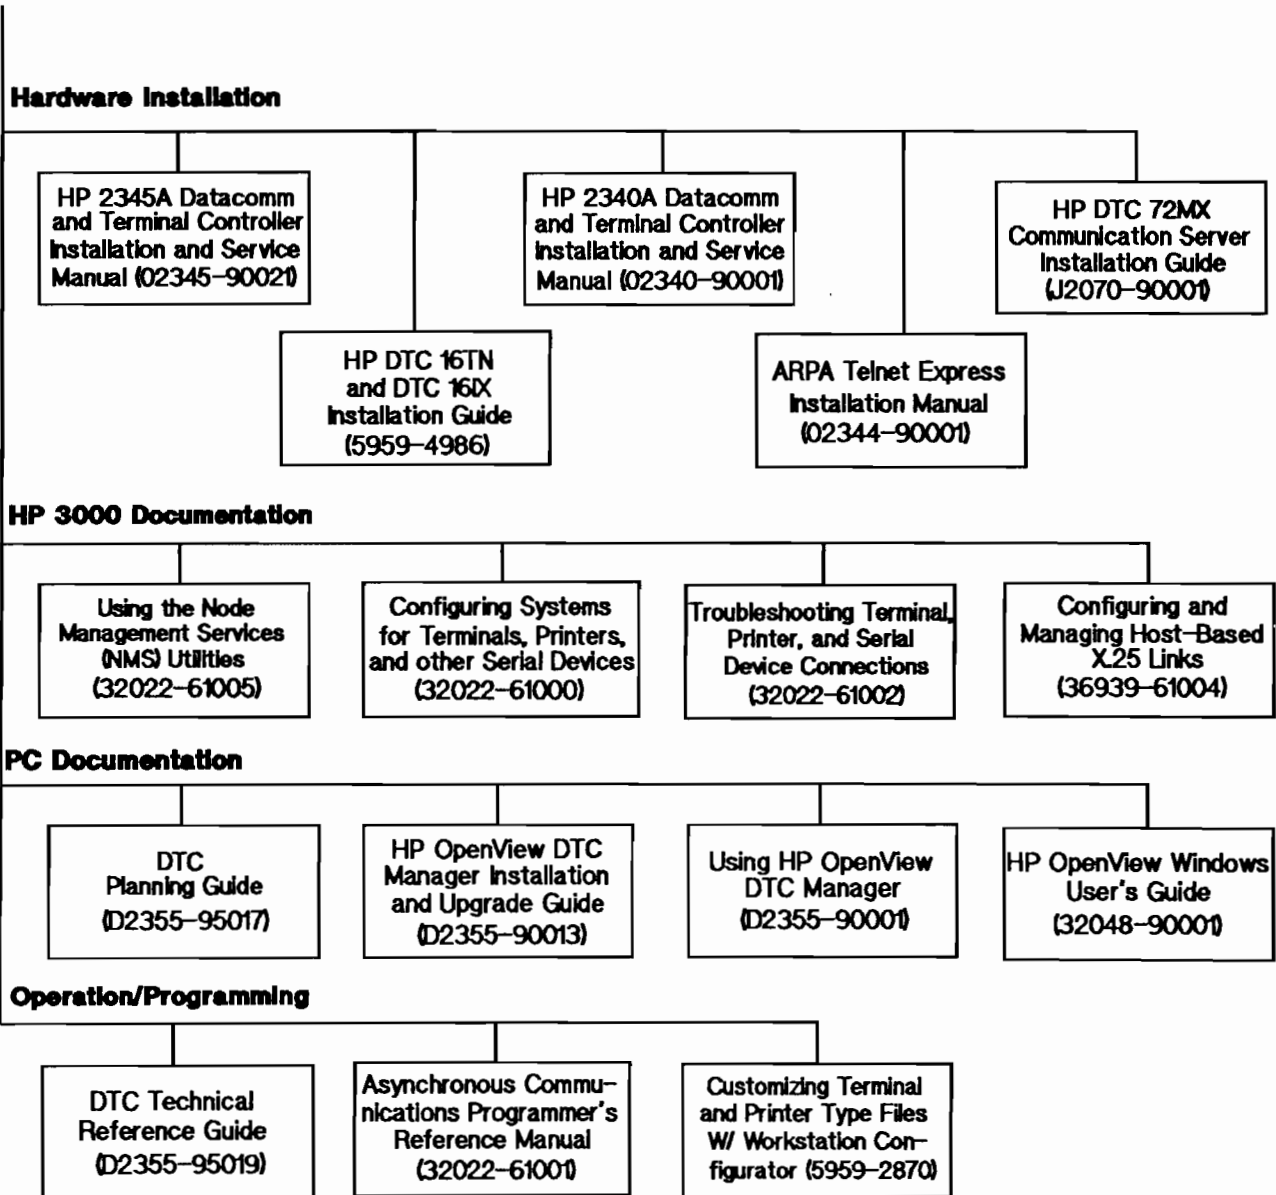 Hardware Installation
HP 2345A Datacomm
and Terminal Controller
Installation and Service
Manual (02345-90021)
HP 2340A Datacomm
and Terminal Controller
Installation and Service
Manual (02340-90001)
HP DTC 72MX
Communication Server
Installation Guide
(J2070-90001)
HP DTC 16TN
and DTC 16iX
Installation Guide
(5959-4986)
ARPA Telnet Express
Installation Manual
(02344-90001)
HP 3000 Documentation
Using the Node
Management Services
(NMS) Utilities
(32022-61005)
Configuring Systems
for Terminals, Printers,
and other Serial Devices
(32022-61000)
Troubleshooting Terminal,
Printer, and Serial
Device Connections
(32022-61002)
Configuring and
Managing Host-Based
X.25 Links
(36939-61004)
PC Documentation
DTC
Planning Guide
(D2355-95017)
HP OpenView DTC
Manager Installation
and Upgrade Guide
(D2355-90013)
Using HP OpenView
DTC Manager
(D2355-90001)
HP OpenView Windows
User's Guide
(32048-90001)
Operation/Programming
DTC Technical
Reference Guide
(D2355-95019)
Asynchronous Commu-
nications Programmer's
Reference Manual
(32022-61001)
Customizing Terminal
and Printer Type Files
W/ Workstation Con-
figurator (5959-2870)